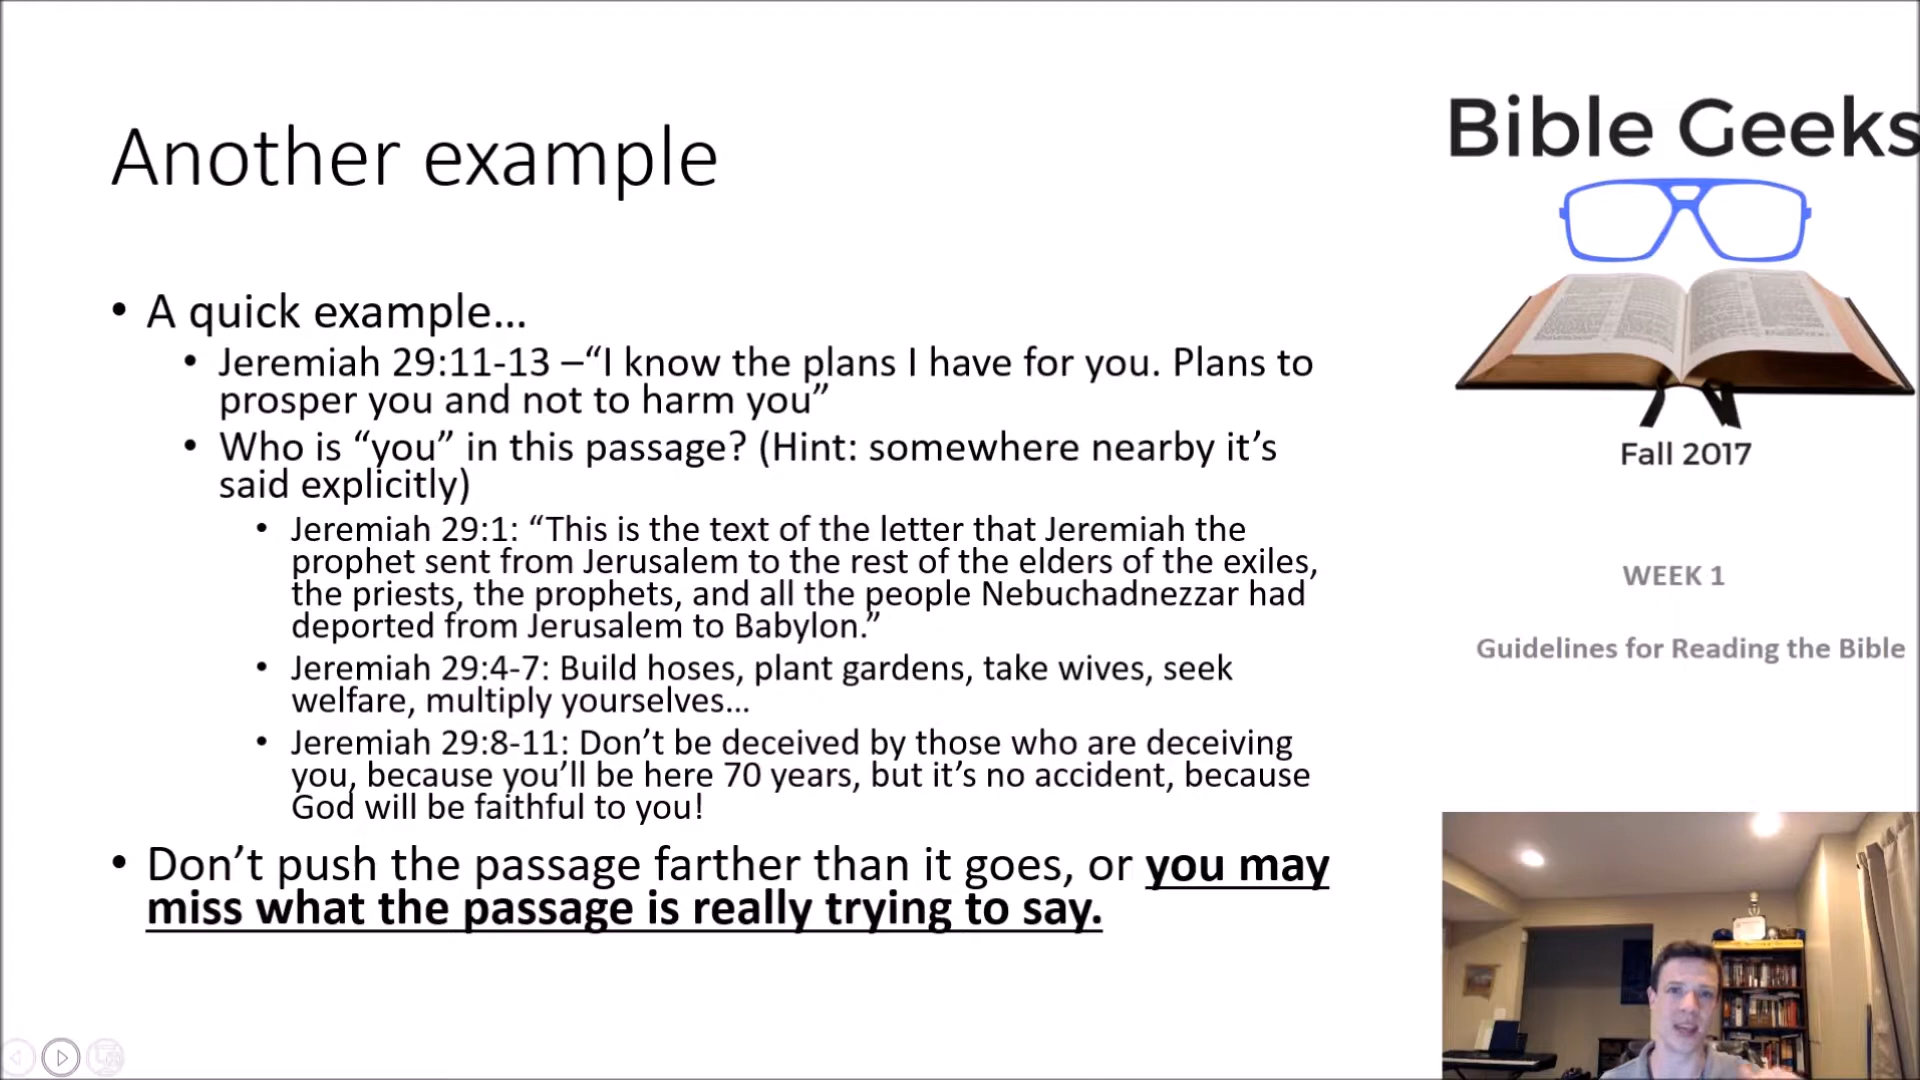 Another example
• A quick example...
• Jeremiah 29:11-13 –“I know the plans I have for you. Plans to
prosper you and not to harm you”
• Who is “you” in this passage? (Hint: somewhere nearby it’s
said explicitly)
• Jeremiah 29:1: “This is the text of the letter that Jeremiah the
prophet sent from Jerusalem to the rest of the elders of the exiles,
the priests, the prophets, and all the people Nebuchadnezzar had
deported from Jerusalem to Babylon.”
• Jeremiah 29:4-7: Build hoses, plant gardens, take wives, seek
welfare, multiply yourselves...
• Jeremiah 29:8-11: Don’t be deceived by those who are deceiving
you, because you’ll be here 70 years, but it’s no accident, because
God will be faithful to you!
• Don’t push the passage farther than it goes, or you may
miss what the passage is really trying to say.
Bible Geeks
Fall 2017
WEEK 1
Guidelines for Reading the Bible